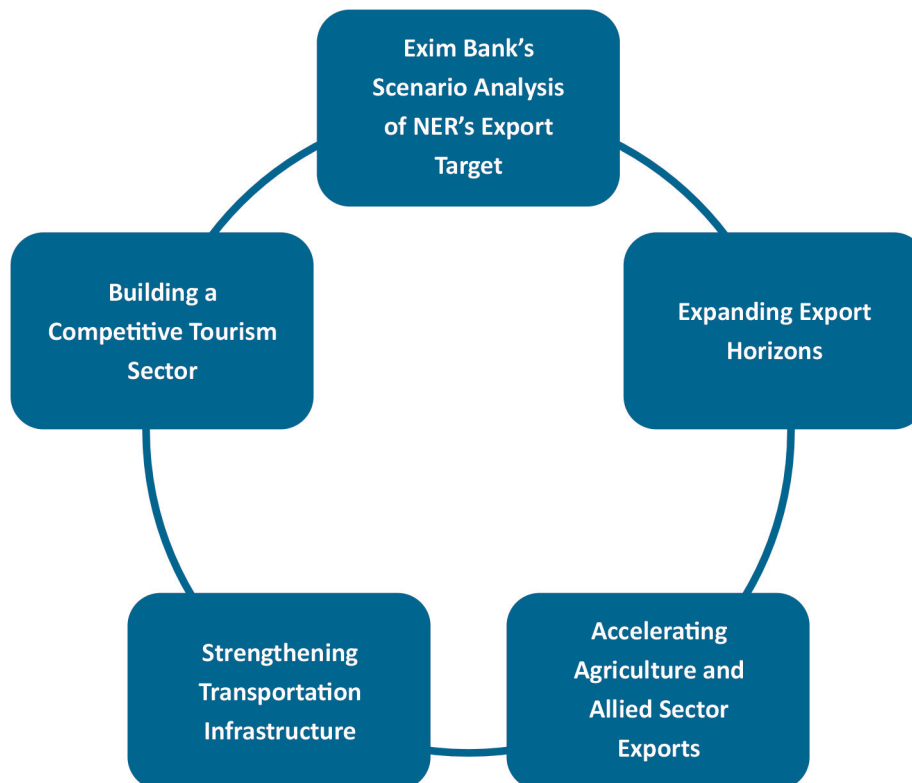 Exim Bank’s
Scenario Analysis
of NER’s Export
Target
Expanding Export
Horizons
Accelerating
Agriculture and
Allied Sector
Exports
Strengthening
Transportation
Infrastructure
Building a
Competitive Tourism
Sector